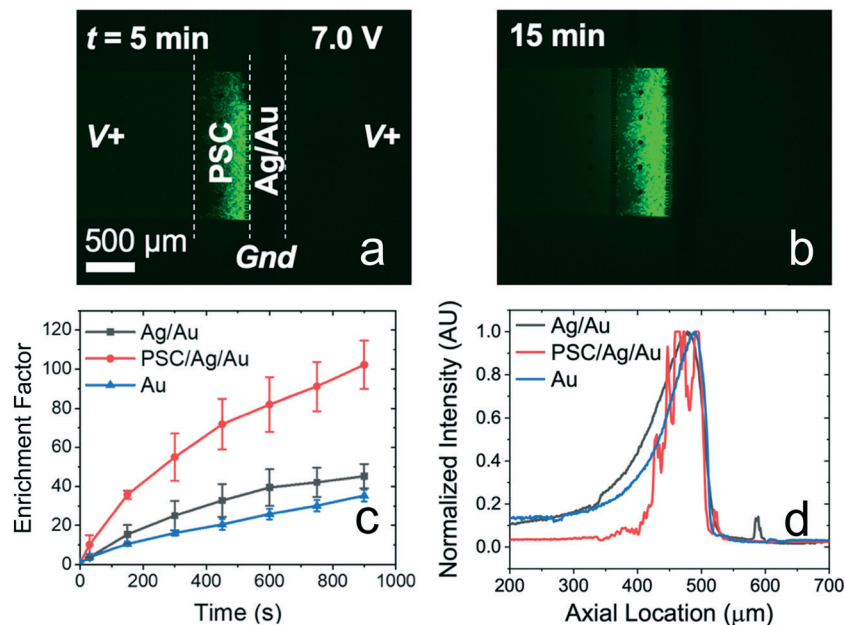 t = 5 min 7.0 V
V+ PSC Ag/Au V+
500 µm
Gnd
a
15 min
b
120
100
80
60
40
20
0
Enrichment Factor
Ag/Au
PSC/Ag/Au
Au
c
0 200 400 600 800 1000
Time (s)
1.0
0.8
0.6
0.4
0.2
0.0
Normalized Intensity (AU)
Ag/Au
PSC/Ag/Au
Au
d
200 300 400 500 600 700
Axial Location (µm)